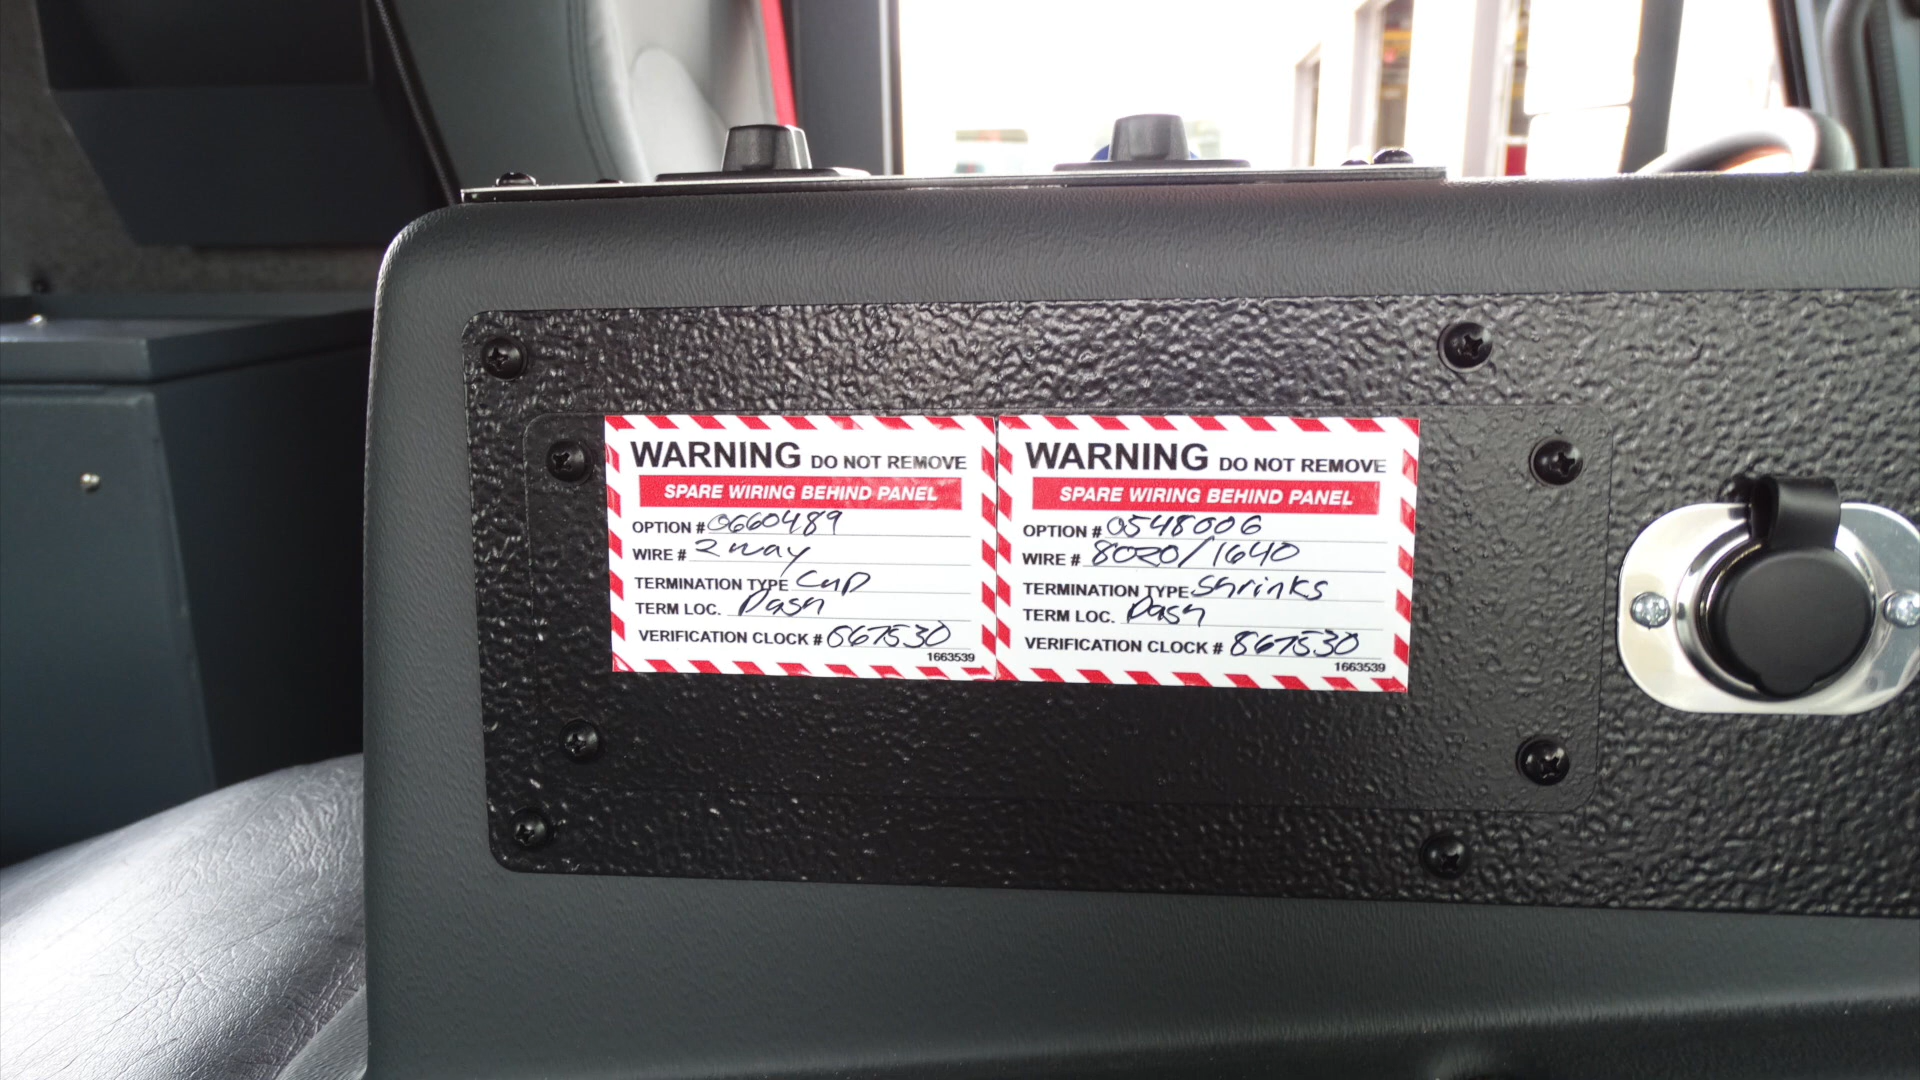 WARNING DO NOT REMOVE
SPARE WIRING BEHIND PANEL
OPTION # 0660489
WIRE # 2 way
TERMINATION TYPE Cup
TERM LOC. Dash
VERIFICATION CLOCK # 867530
1663539
WARNING DO NOT REMOVE
SPARE WIRING BEHIND PANEL
OPTION # 0548006
WIRE # 8020/1640
TERMINATION TYPE Shrinks
TERM LOC. Dash
VERIFICATION CLOCK # 867530
1663539